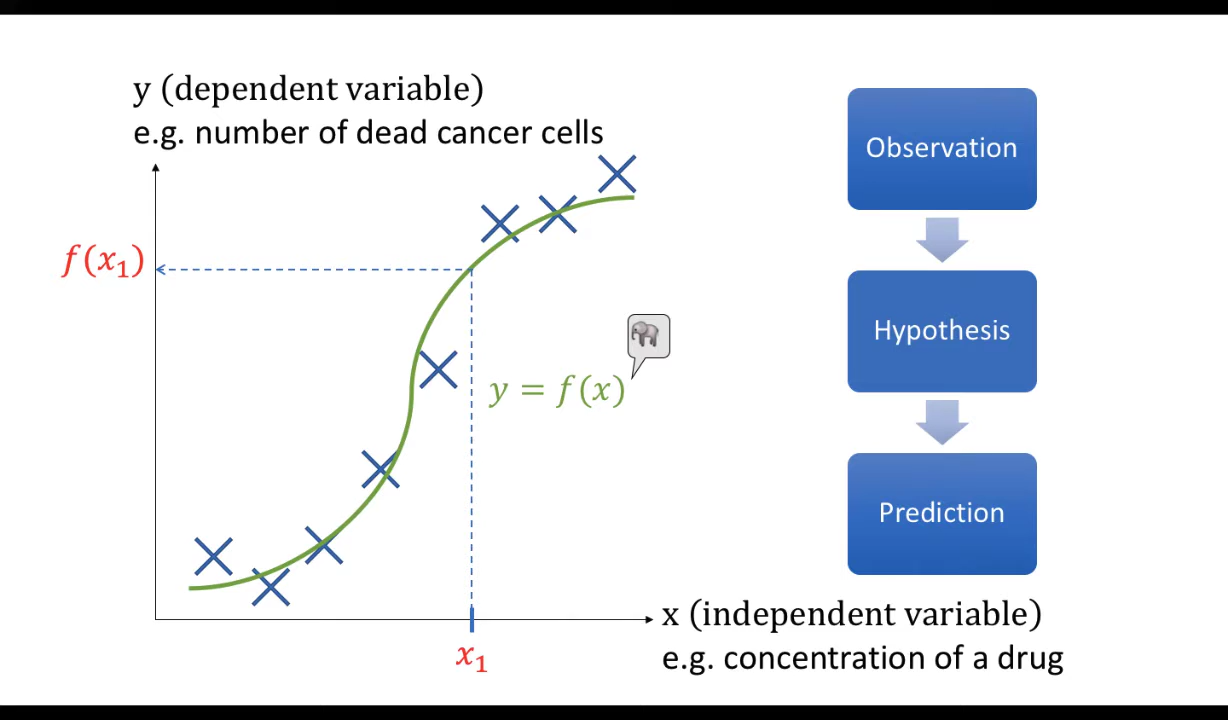 y (dependent variable)
e.g. number of dead cancer cells
f(x₁)
y = f(x)
x₁
x (independent variable)
e.g. concentration of a drug
Observation
Hypothesis
Prediction